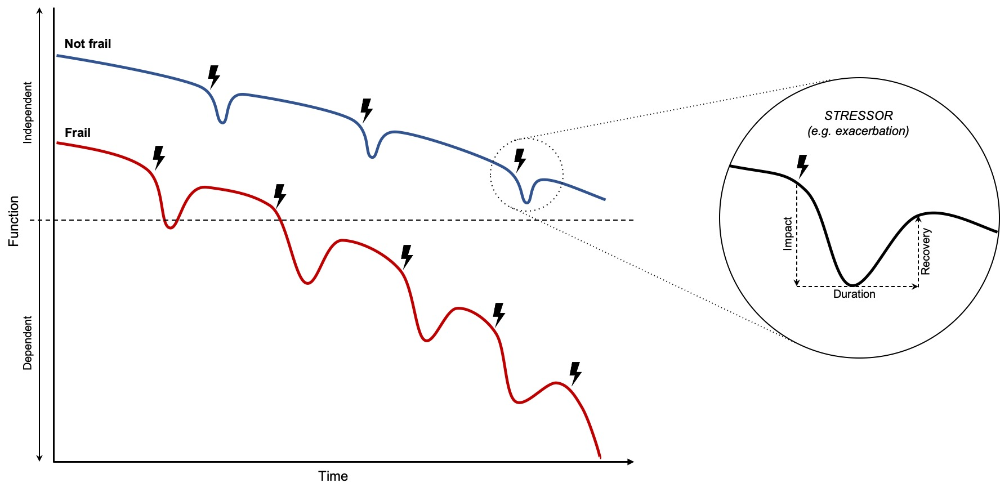 Not frail
Frail
Independent
Function
Dependent
Time
STRESSOR
(e.g. exacerbation)
Impact
Recovery
Duration